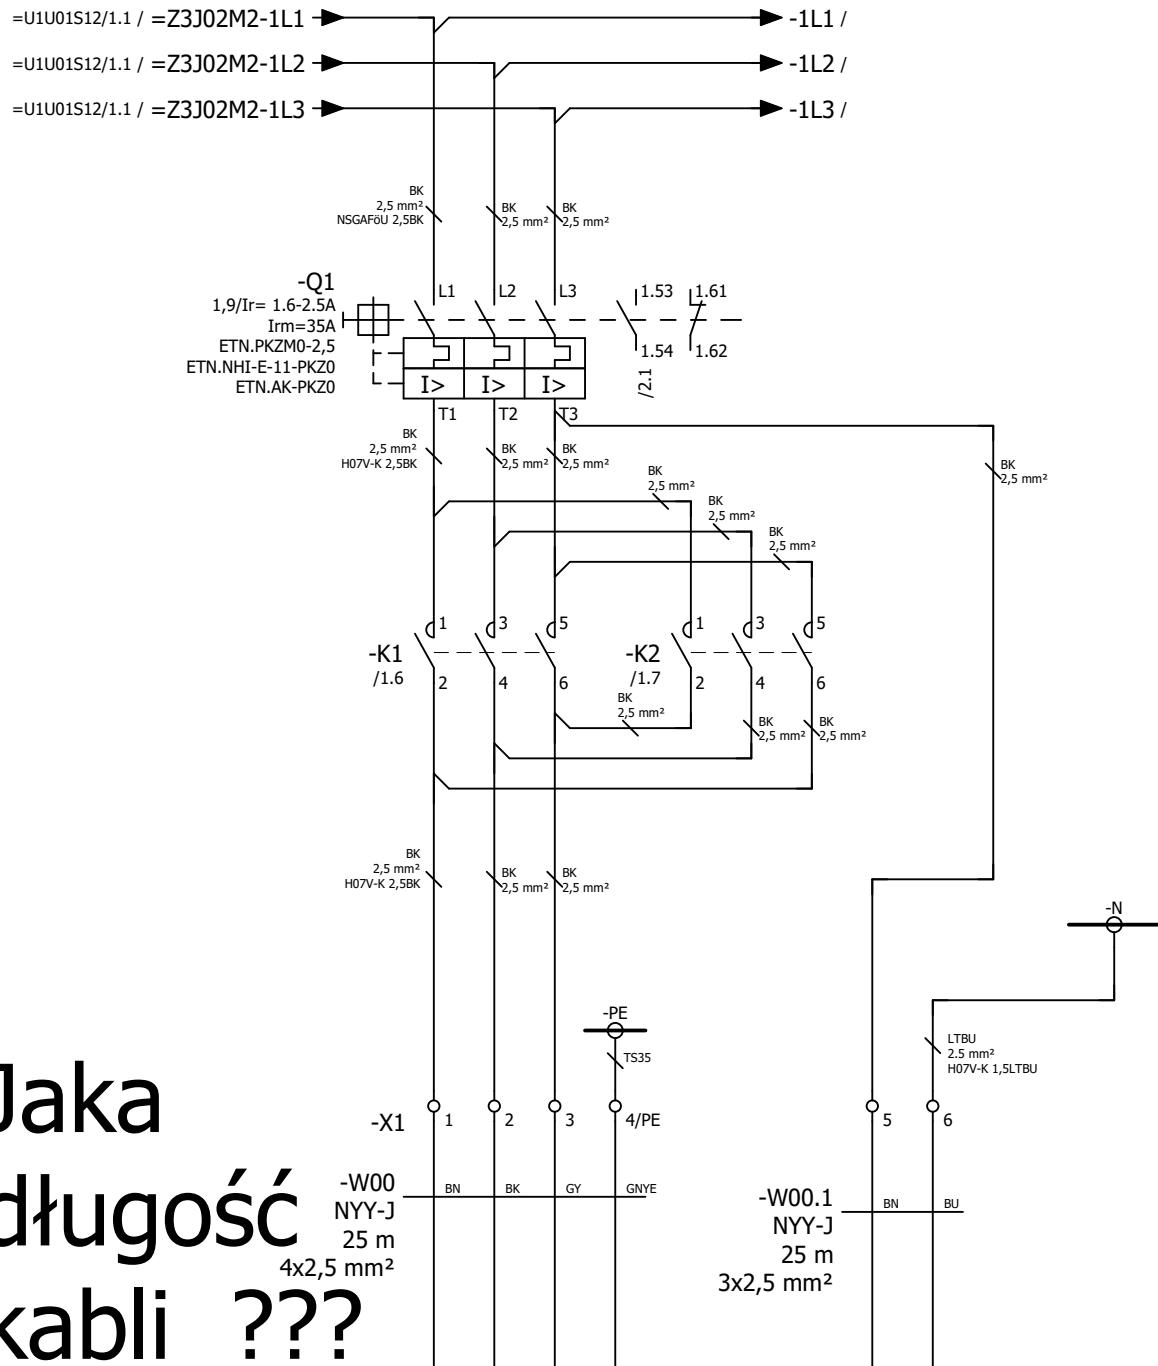 =U1U01S12/1.1 / =Z3J02M2-1L1
-1L1 /
=U1U01S12/1.1 / =Z3J02M2-1L2
-1L2 /
=U1U01S12/1.1 / =Z3J02M2-1L3
-1L3 /
BK
2,5 mm²
NSGAFöU 2,5BK
BK
2,5 mm²
BK
2,5 mm²
-Q1
1,9/Ir= 1.6-2.5A
Irm=35A
ETN.PKZM0-2,5
ETN.NHI-E-11-PKZ0
ETN.AK-PKZ0
L1
L2
L3
1.53
1.61
1.54
1.62
/2.1
I>
I>
I>
T1
T2
T3
BK
2,5 mm²
H07V-K 2,5BK
BK
2,5 mm²
BK
2,5 mm²
BK
2,5 mm²
BK
2,5 mm²
BK
2,5 mm²
BK
2,5 mm²
-K1
/1.6
1
3
5
2
4
6
-K2
/1.7
1
3
5
2
4
6
BK
2,5 mm²
BK
2,5 mm²
BK
2,5 mm²
BK
2,5 mm²
H07V-K 2,5BK
BK
2,5 mm²
BK
2,5 mm²
-N
-PE
TS35
LTBU
2.5 mm²
H07V-K 1,5LTBU
-X1
1
2
3
4/PE
5
6
-W00
NYY-J
25 m
4x2,5 mm²
BN
BK
GY
GNYE
-W00.1
NYY-J
25 m
3x2,5 mm²
BN
BU
Jaka
długość
kabli ???